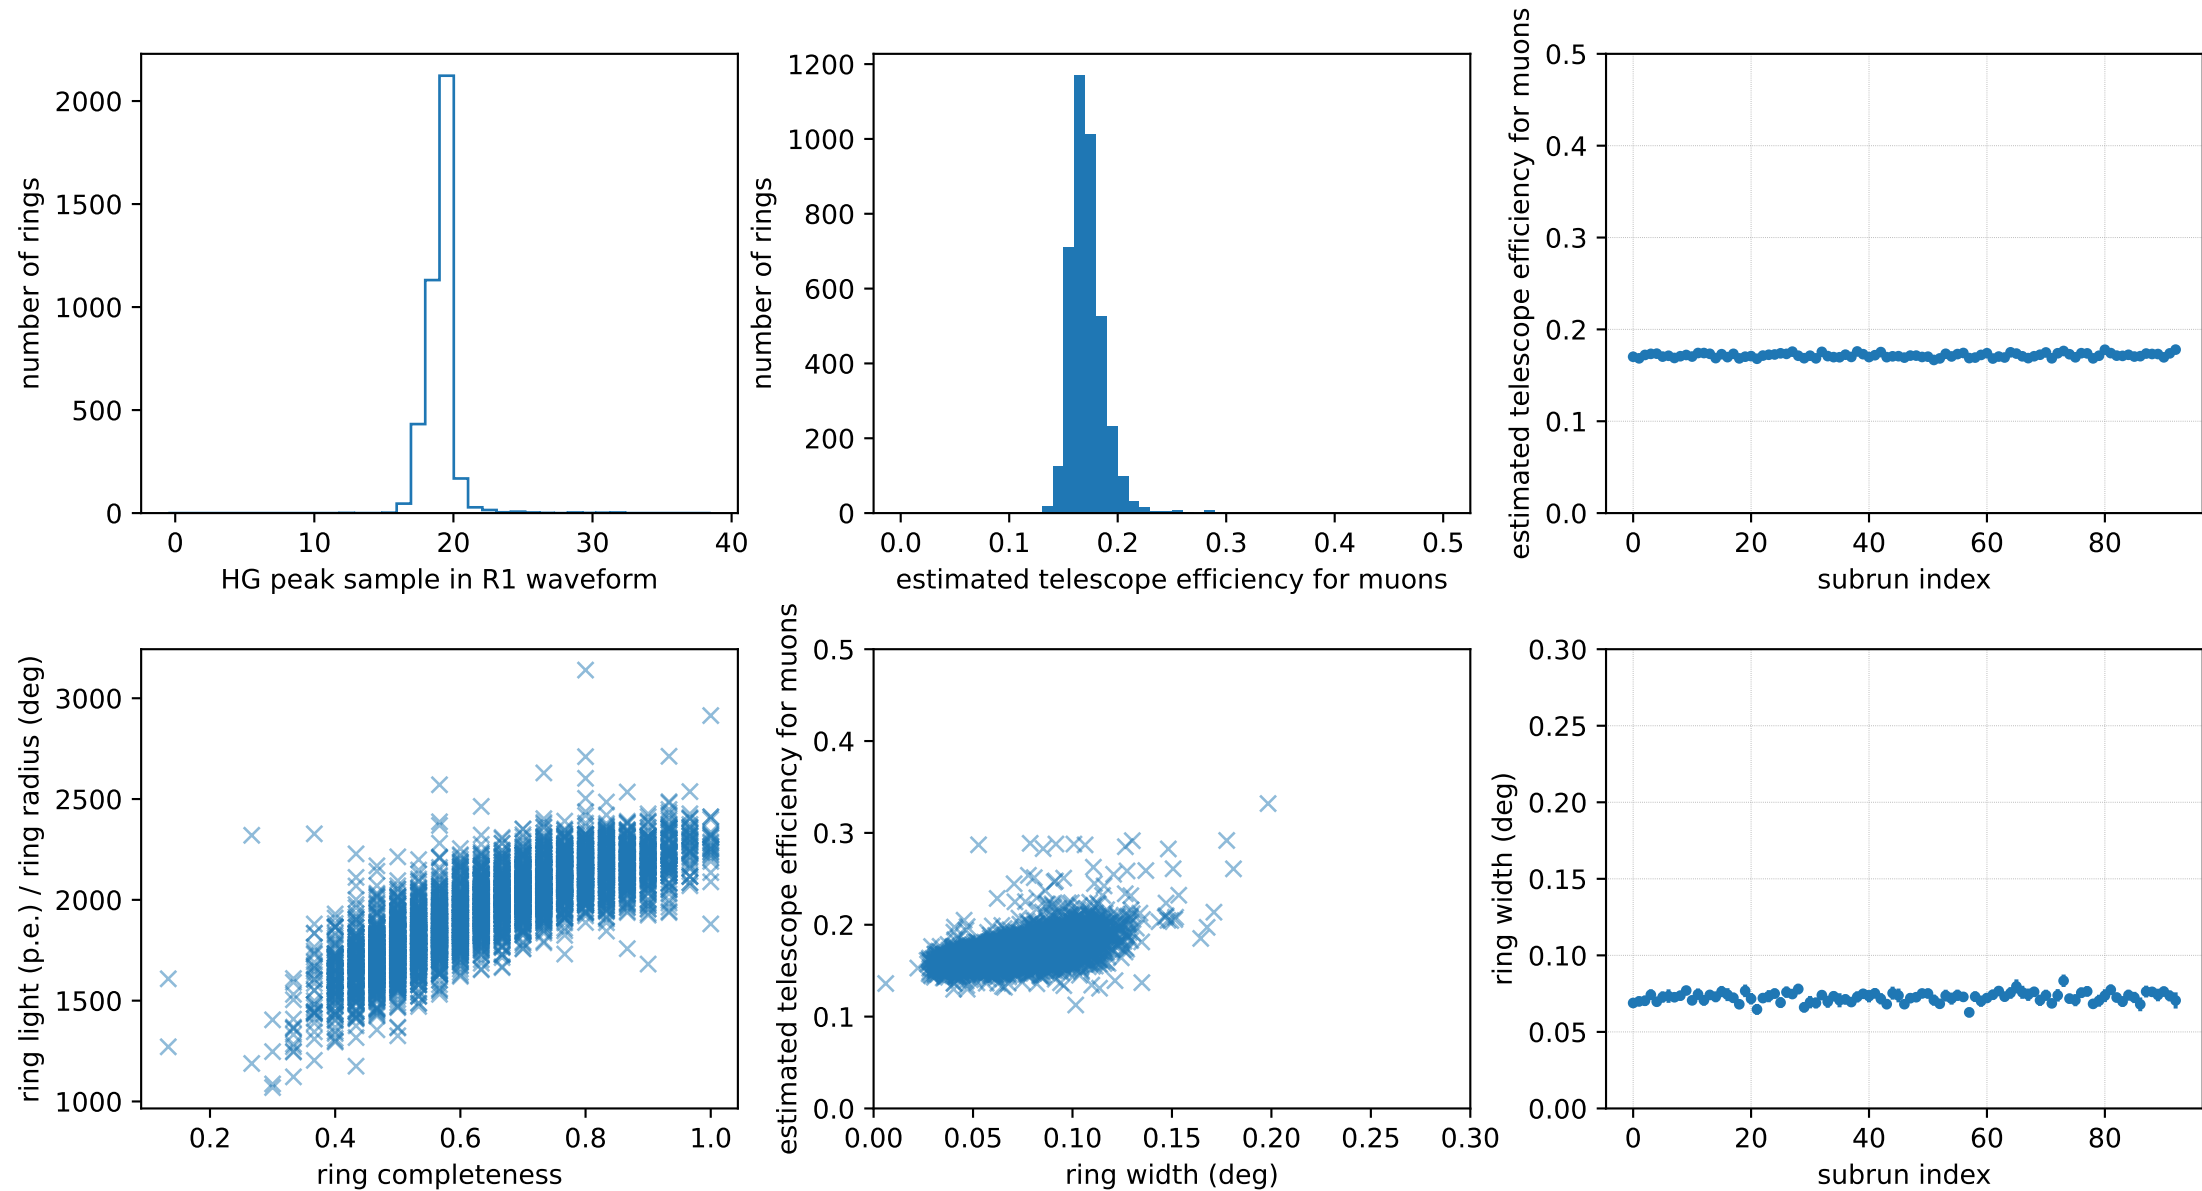 number of rings
2000
1500
1000
500
0
0 10 20 30 40
HG peak sample in R1 waveform
number of rings
1200
1000
800
600
400
200
0
0.0 0.1 0.2 0.3 0.4 0.5
estimated telescope efficiency for muons
estimated telescope efficiency for muons
0.5
0.4
0.3
0.2
0.1
0.0
0 20 40 60 80
subrun index
ring light (p.e.) / ring radius (deg)
3000
2500
2000
1500
1000
0.2 0.4 0.6 0.8 1.0
ring completeness
estimated telescope efficiency for muons
0.5
0.4
0.3
0.2
0.1
0.0
0.00 0.05 0.10 0.15 0.20 0.25 0.30
ring width (deg)
ring width (deg)
0.30
0.25
0.20
0.15
0.10
0.05
0.00
0 20 40 60 80
subrun index